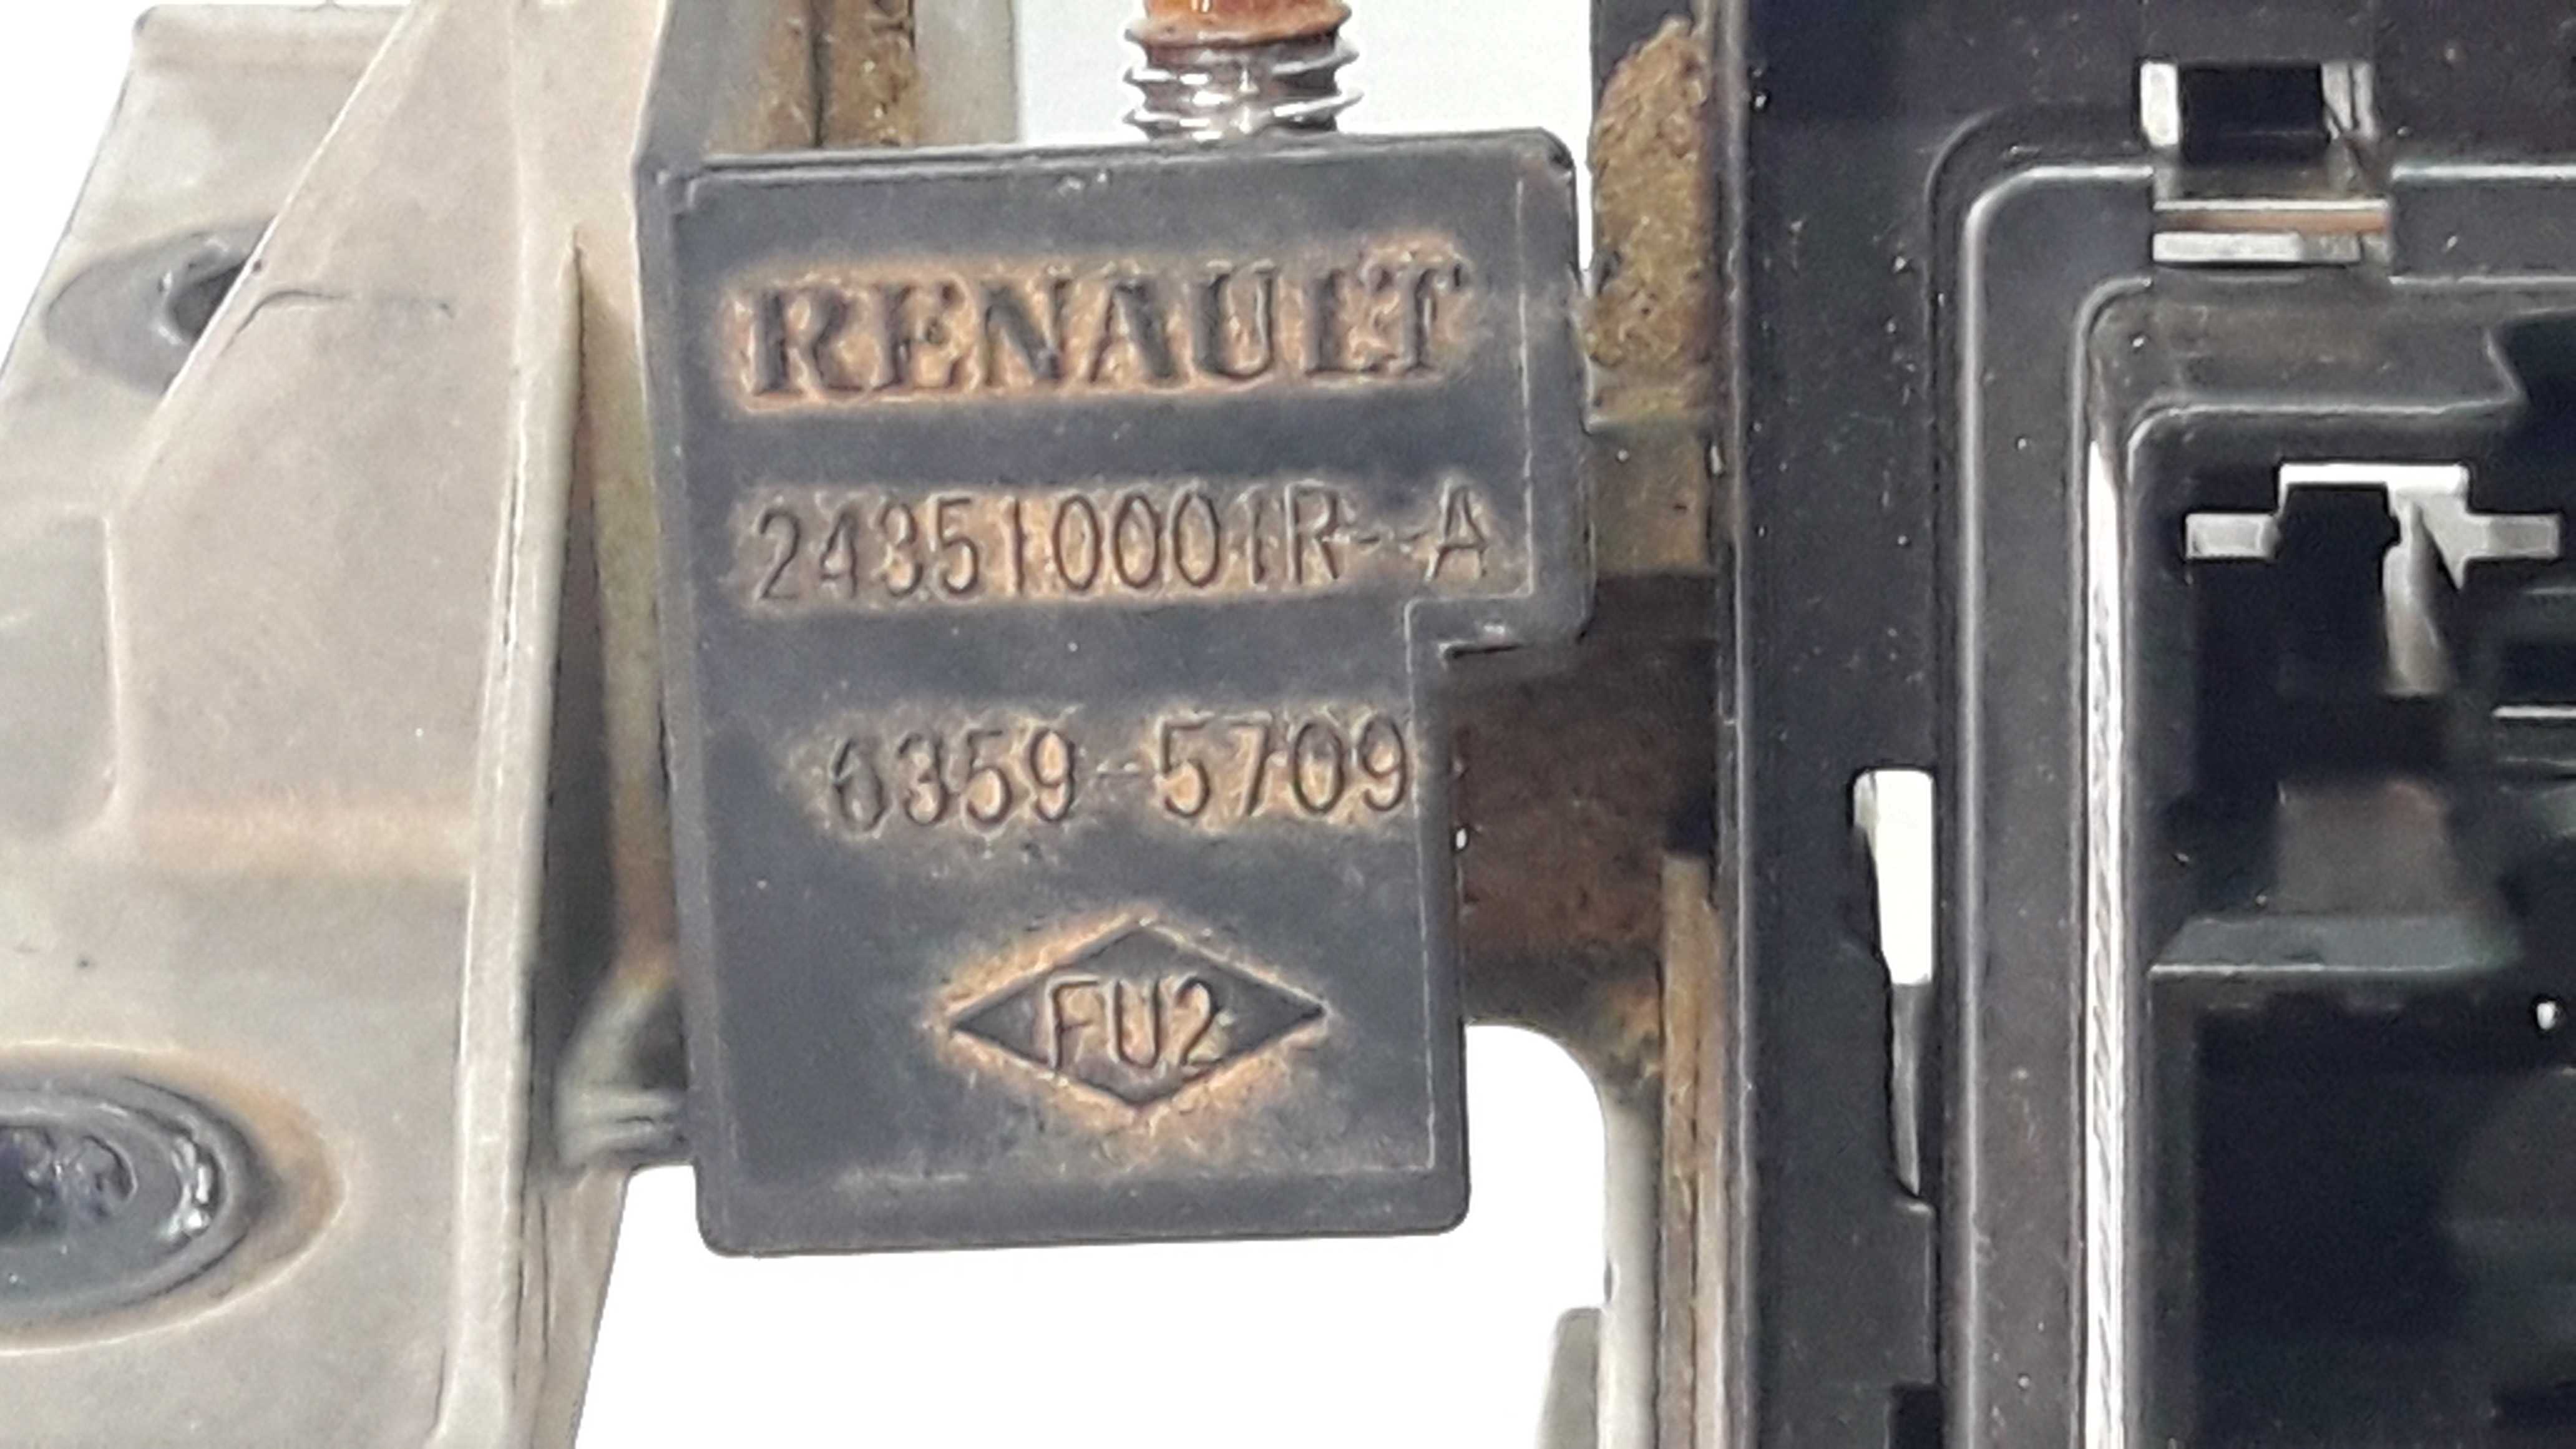 RENAULT
243510001R--A
6359-5709
FU2